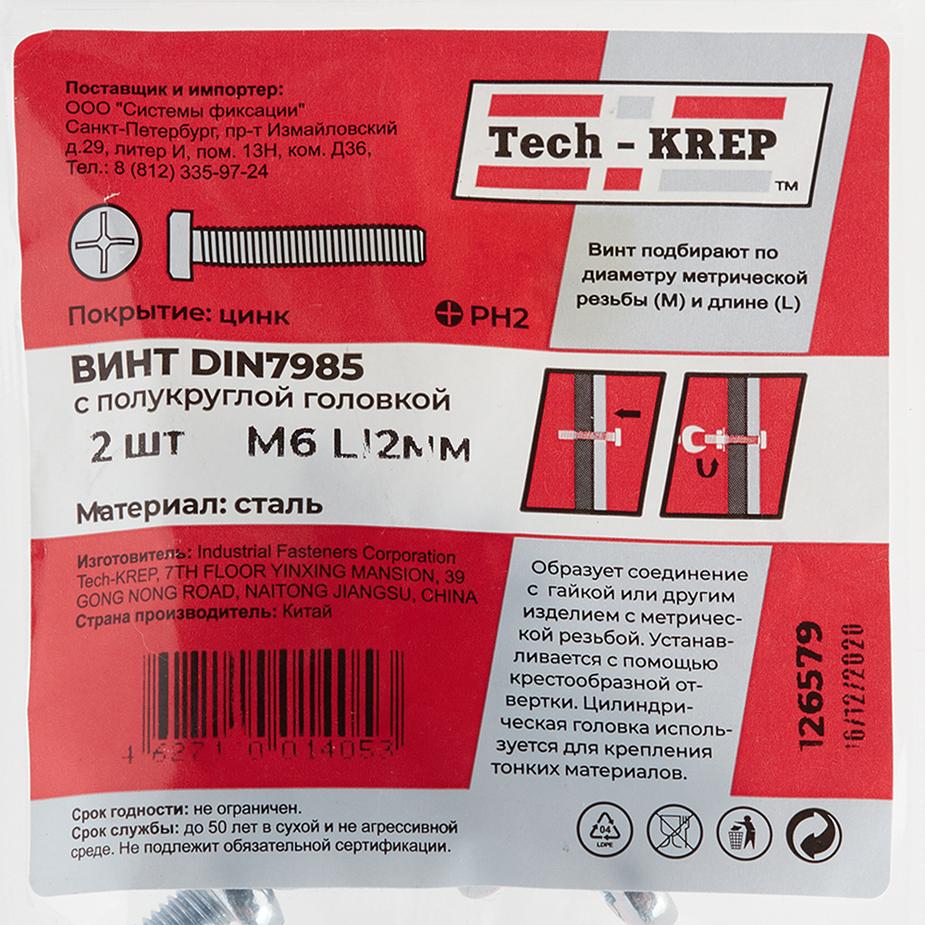 Поставщик и импортер:
ООО "Системы фиксации"
Санкт-Петербург, пр-т Измайловский
д.29, литер И, пом. 13Н, ком. Д36,
Тел.: 8 (812) 335-97-24
Tech - KREP
TM
Винт подбирают по
диаметру метрической
резьбы (М) и длине (L)
Покрытие: цинк
PH2
ВИНТ DIN7985
с полукруглой головкой
2 шт M6 L12мм
Материал: сталь
Изготовитель: Industrial Fasteners Corporation
Tech-KREP, 7TH FLOOR YINXING MANSION, 39
GONG NONG ROAD, NAITONG JIANGSU, CHINA
Страна производитель: Китай
Образует соединение
с гайкой или другим
изделием с метричес-
кой резьбой. Устанав-
ливается с помощью
крестообразной от-
вертки. Цилиндри-
ческая головка исполь-
зуется для крепления
тонких материалов.
126579
16/12/2020
Срок годности: не ограничен.
Срок службы: до 50 лет в сухой и не агрессивной
среде. Не подлежит обязательной сертификации.
04
LDPE